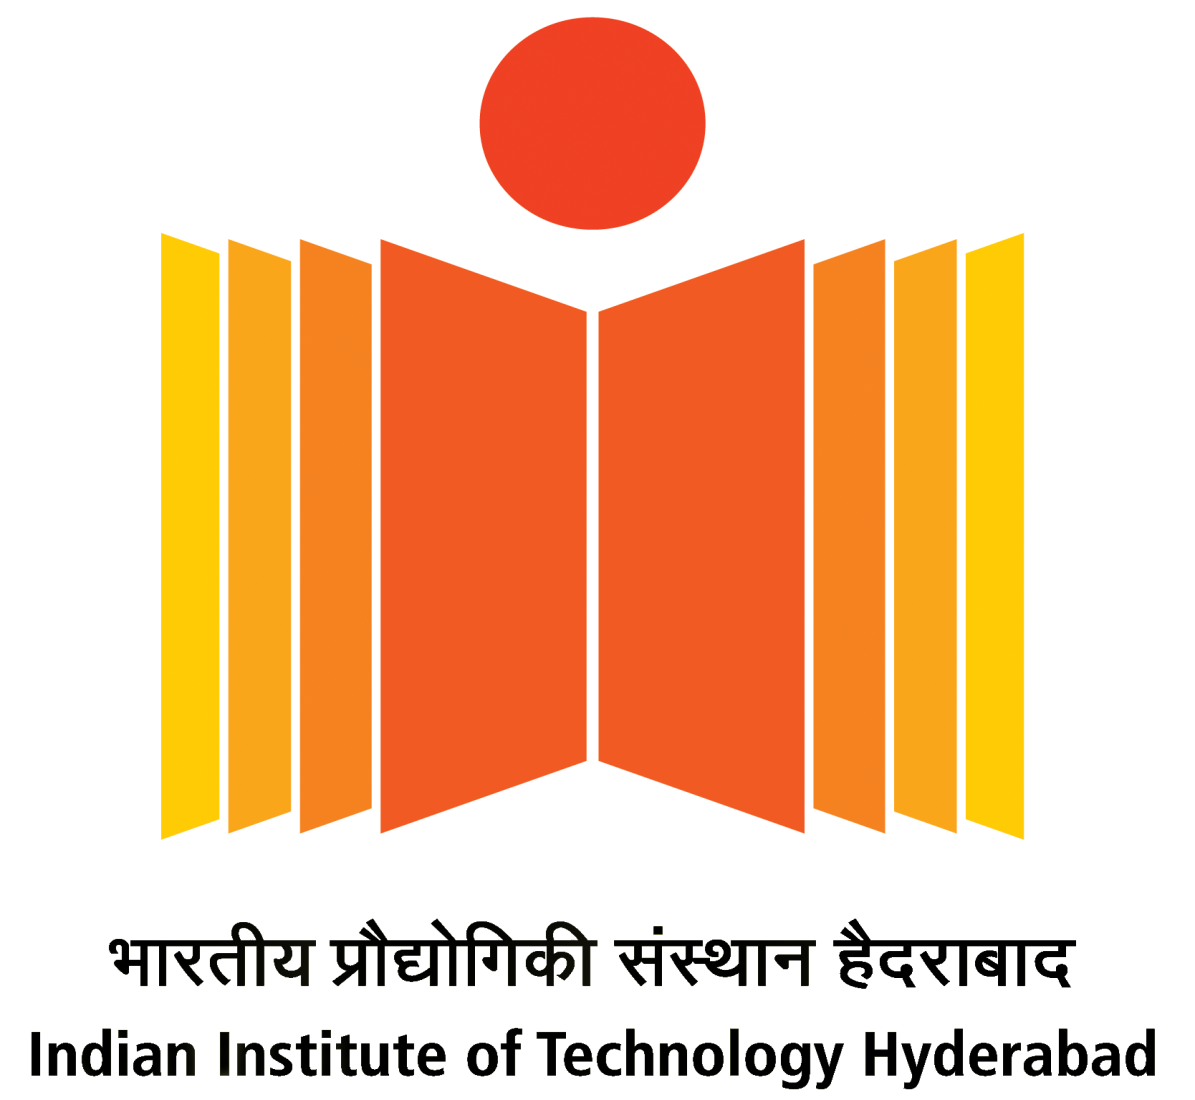 भारतीय प्रौद्योगिकी संस्थान हैदराबाद
Indian Institute of Technology Hyderabad